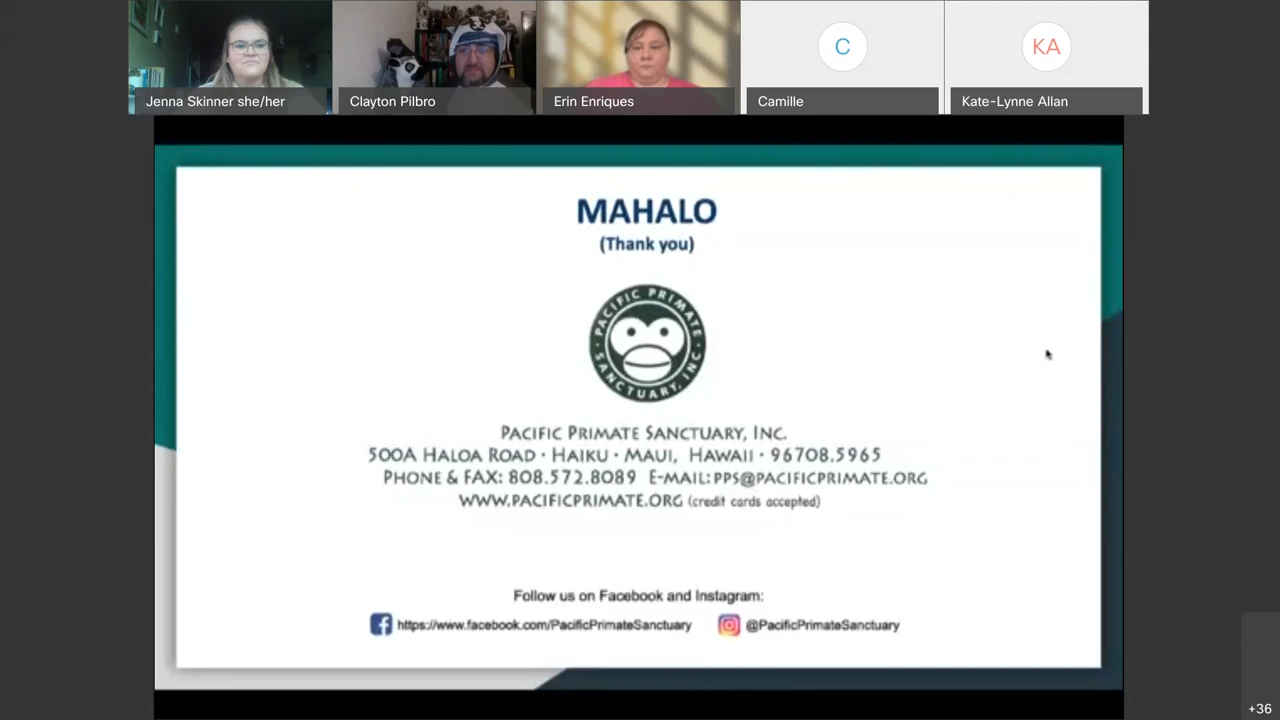 Jenna Skinner she/her
Clayton Pilbro
Erin Enriques
C
Camille
KA
Kate-Lynne Allan
MAHALO
(Thank you)
PACIFIC PRIMATE
· SANCTUARY, INC. ·
PACIFIC PRIMATE SANCTUARY, INC.
500A HALOA ROAD · HAIKU · MAUI, HAWAII · 96708.5965
PHONE & FAX: 808.572.8089 E-MAIL: PPS@PACIFICPRIMATE.ORG
WWW.PACIFICPRIMATE.ORG (credit cards accepted)
Follow us on Facebook and Instagram:
https://www.facebook.com/PacificPrimateSanctuary @PacificPrimateSanctuary
+36